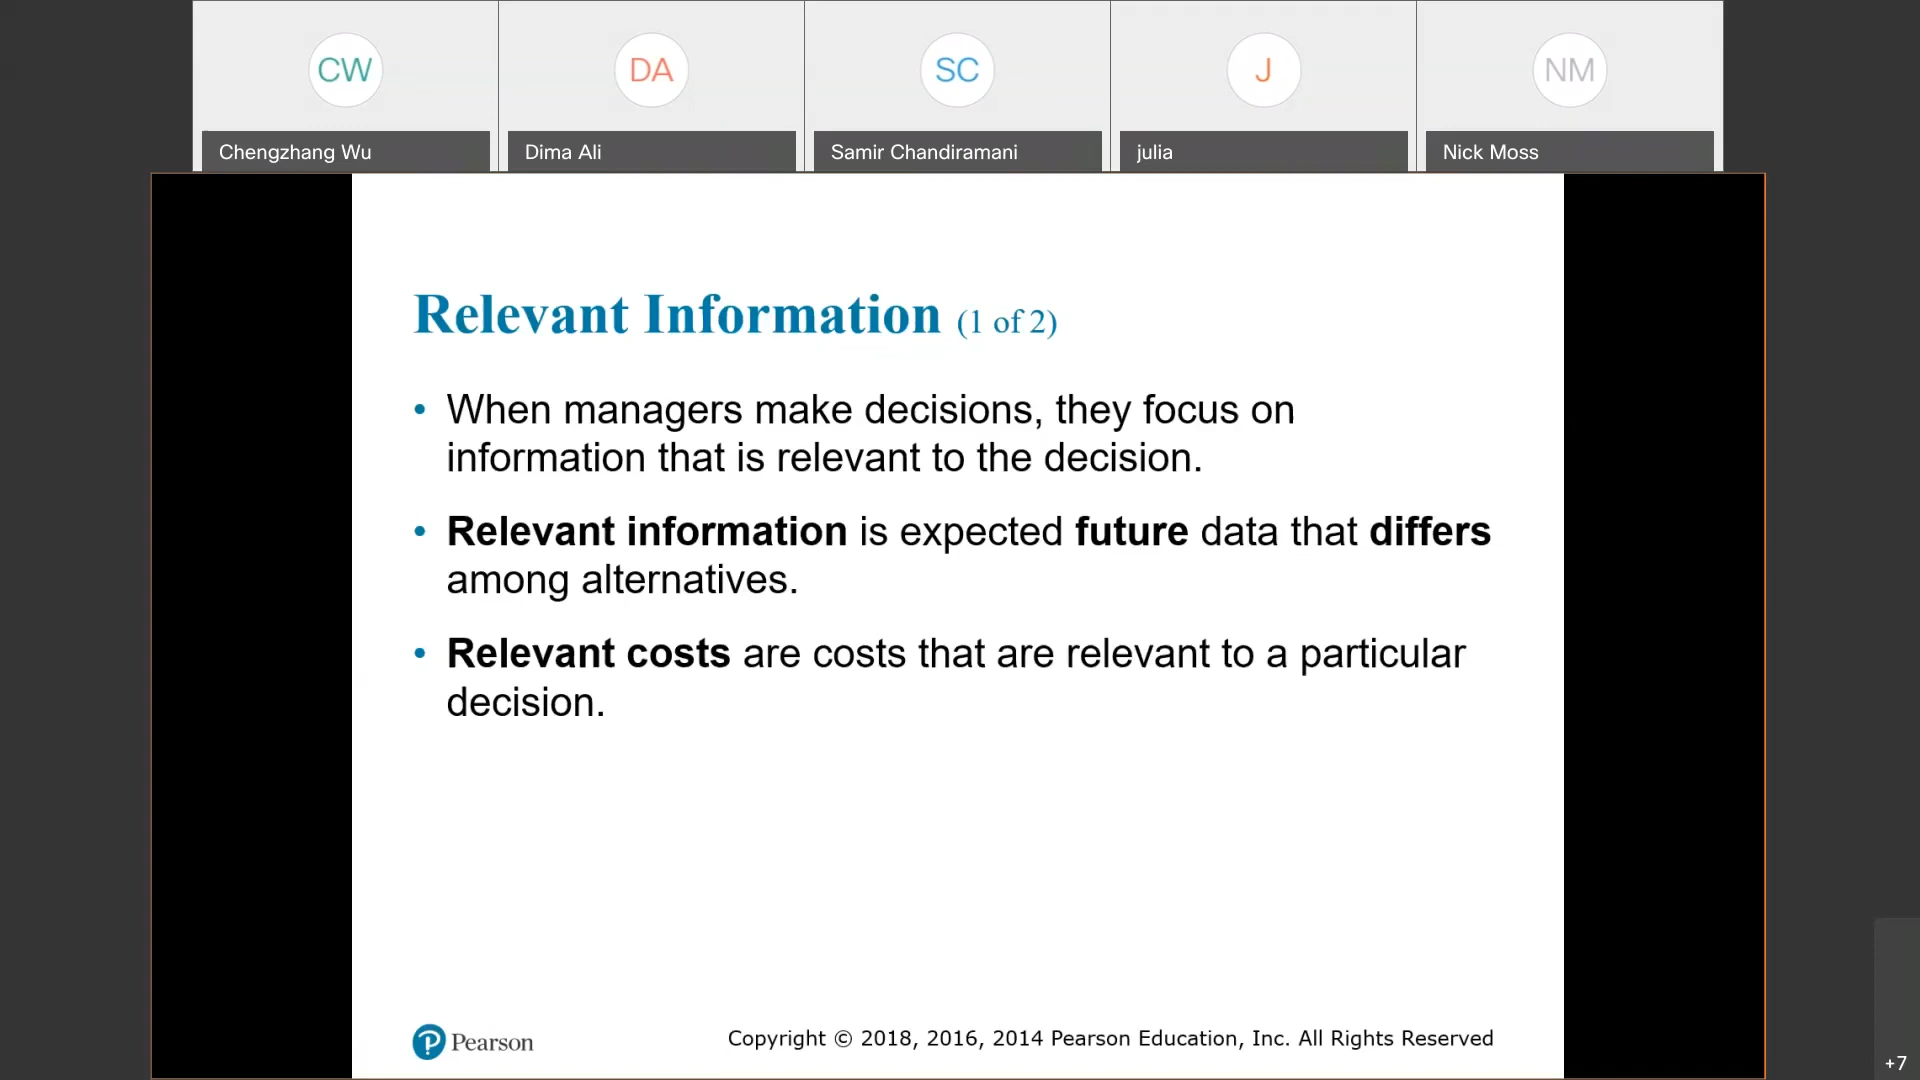 CW
DA
SC
J
NM
Chengzhang Wu
Dima Ali
Samir Chandiramani
julia
Nick Moss
Relevant Information (1 of 2)
• When managers make decisions, they focus on
information that is relevant to the decision.
• Relevant information is expected future data that differs
among alternatives.
• Relevant costs are costs that are relevant to a particular
decision.
P Pearson
Copyright © 2018, 2016, 2014 Pearson Education, Inc. All Rights Reserved
+7